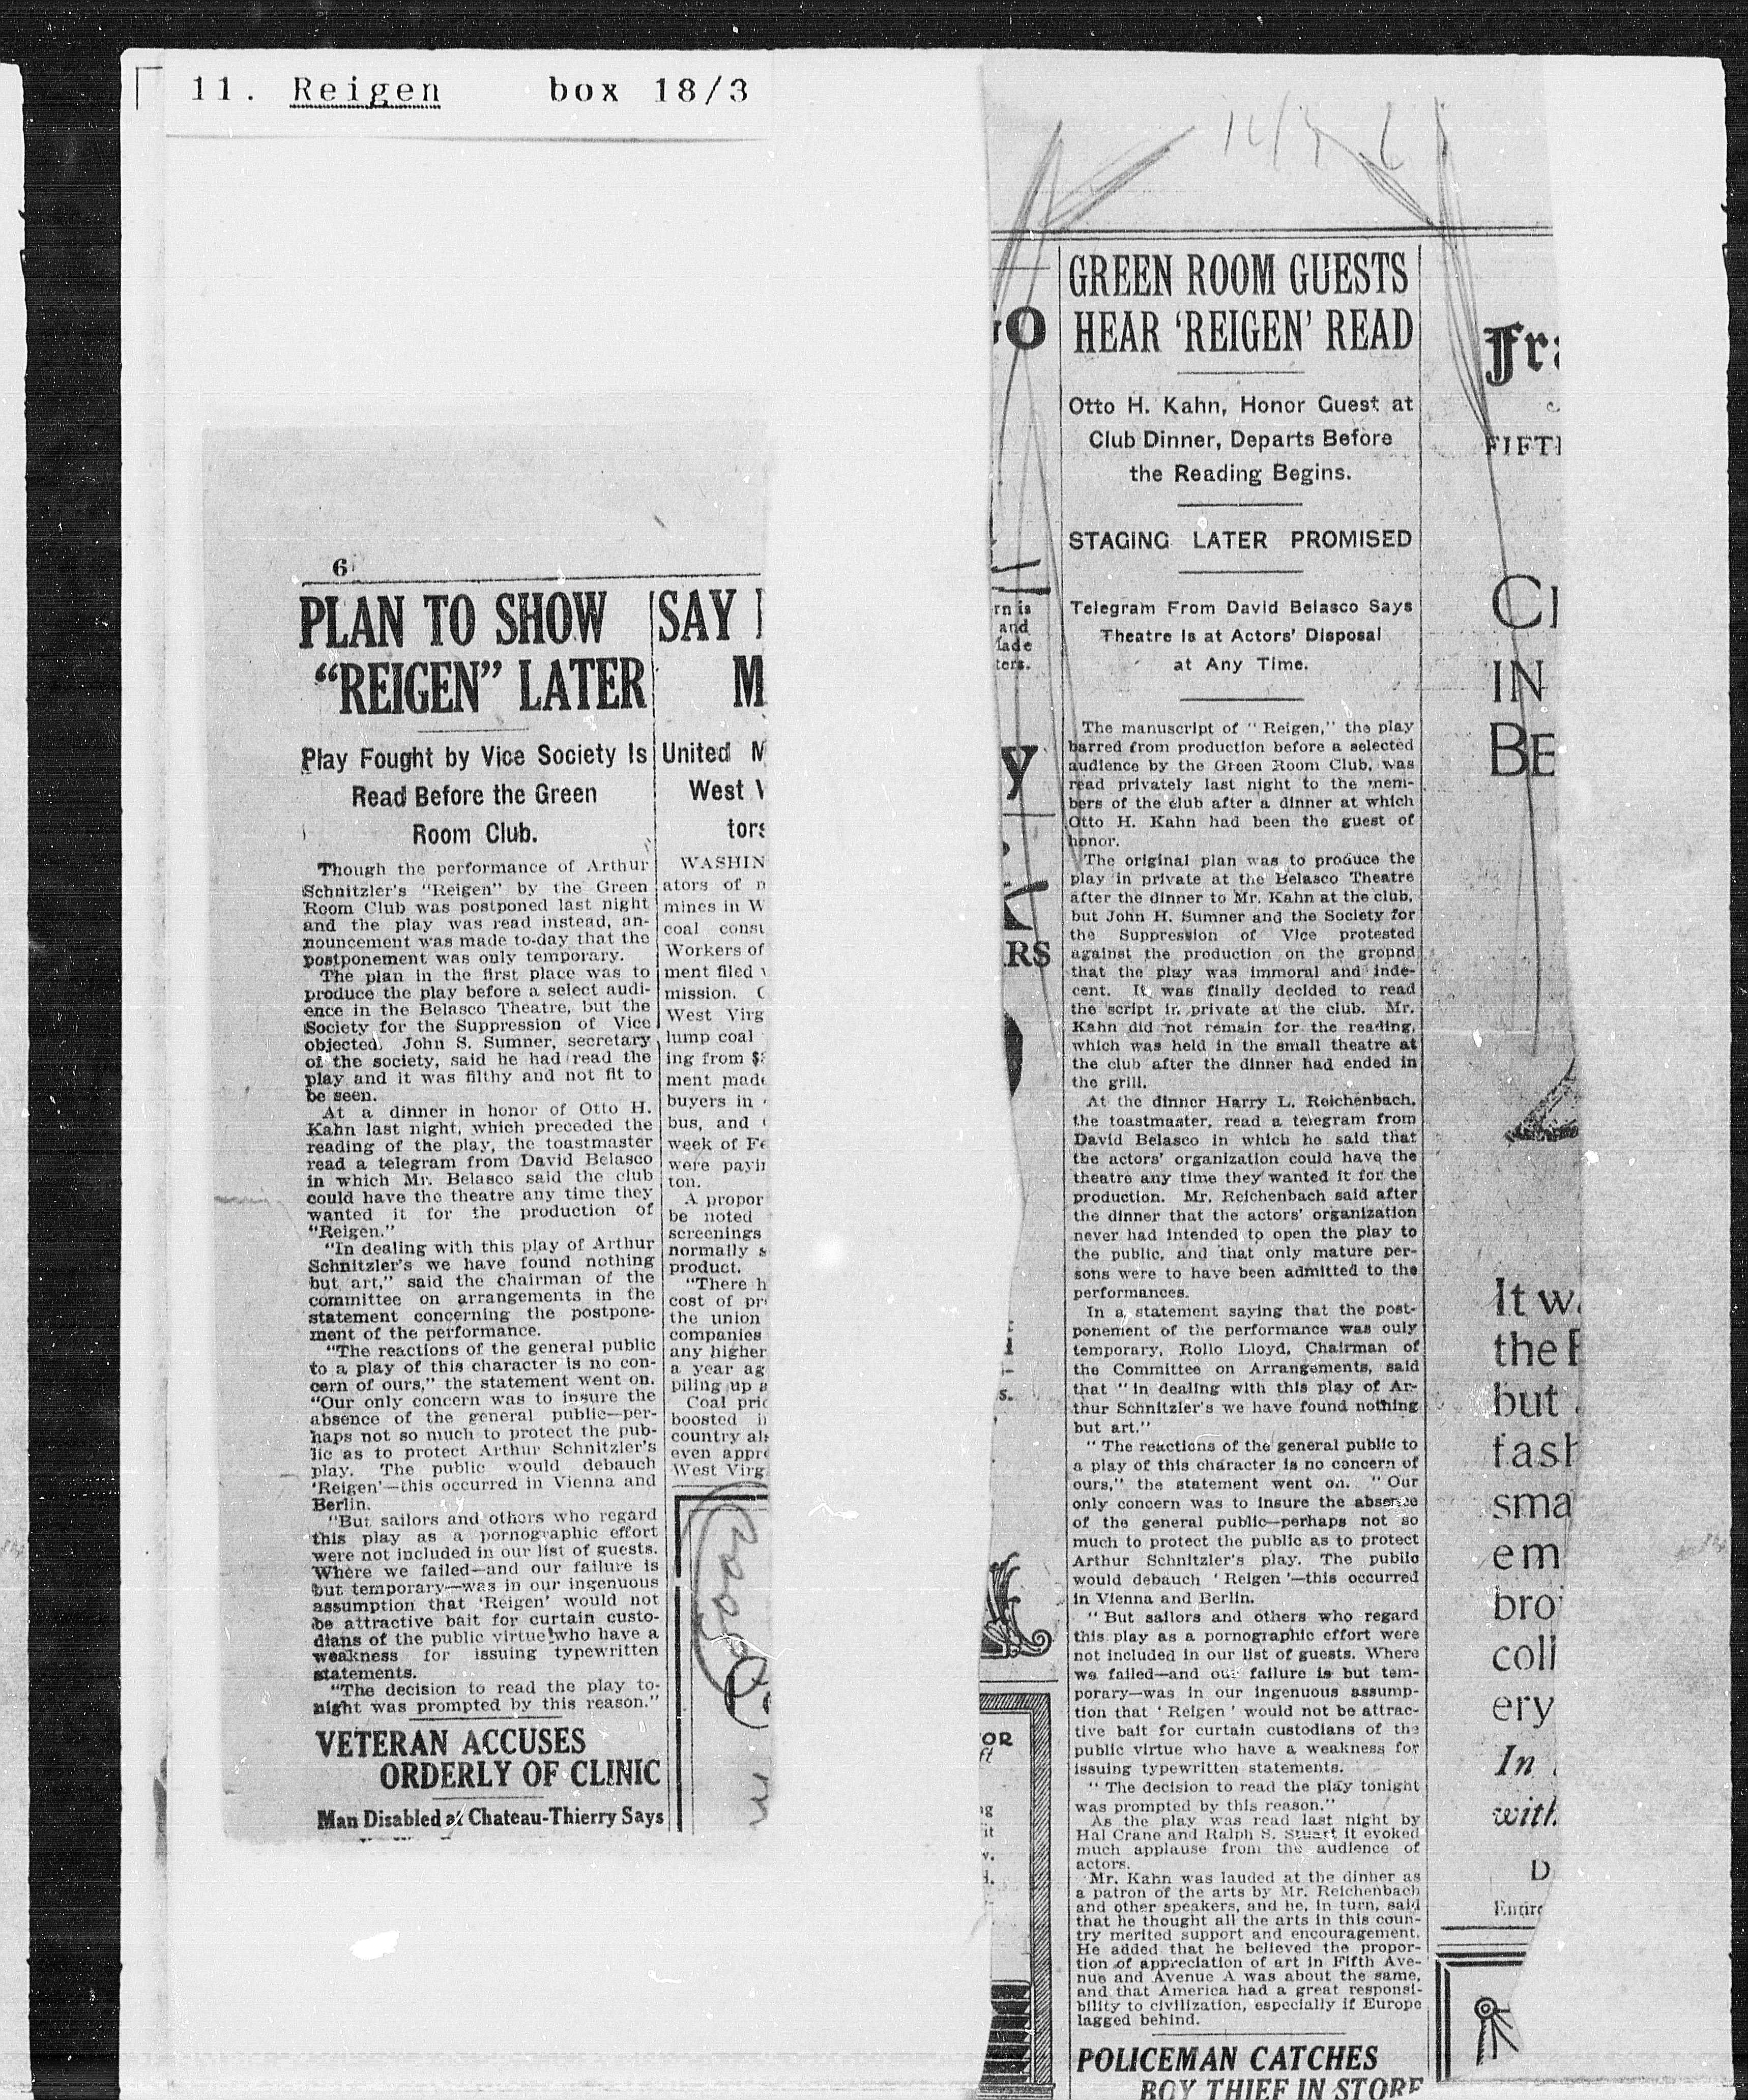 11. Reigen box 18/3
6
PLAN TO SHOW
"REIGEN" LATER
Play Fought by Vice Society Is
Read Before the Green
Room Club.
Though the performance of Arthur
Schnitzler's "Reigen" by the Green
Room Club was postponed last night
and the play was read instead, an-
nouncement was made to-day that the
postponement was only temporary.
The plan in the first place was to
produce the play before a select audi-
ence in the Belasco Theatre, but the
Society for the Suppression of Vice
objected. John S. Sumner, secretary
of the society, said he had read the
play and it was filthy and not fit to
be seen.
At a dinner in honor of Otto H.
Kahn last night, which preceded the
reading of the play, the toastmaster
read a telegram from David Belasco
in which Mr. Belasco said the club
could have the theatre any time they
wanted it for the production of
"Reigen."
"In dealing with this play of Arthur
Schnitzler's we have found nothing
but art," said the chairman of the
committee on arrangements in the
statement concerning the postpone-
ment of the performance.
"The reactions of the general public
to a play of this character is no con-
cern of ours," the statement went on.
"Our only concern was to insure the
absence of the general public—per-
haps not so much to protect the pub-
lic as to protect Arthur Schnitzler's
play. The public would debauch
'Reigen'—this occurred in Vienna and
Berlin.
"But sailors and others who regard
this play as a pornographic effort
were not included in our list of guests.
Where we failed—and our failure is
but temporary—was in our ingenuous
assumption that 'Reigen' would not
be attractive bait for curtain custo-
dians of the public virtue who have a
weakness for issuing typewritten
statements.
"The decision to read the play to-
night was prompted by this reason."
VETERAN ACCUSES
ORDERLY OF CLINIC
Man Disabled at Chateau-Thierry Says
SAY
M
United M
West V
tors
WASHIN
ators of
mines in W
coal const
Workers of
ment filed
mission. C
West Virg
lump coal
ing from $
ment made
buyers in
bus, and
week of Fe
were payin
ton.
A propor
be noted
screenings
normally s
product.
"There h
cost of pr
the union
companies
any higher
a year ag
piling up a
Coal pric
boosted i
country als
even appr
West Virg
GREEN ROOM GUESTS
HEAR 'REIGEN' READ
Otto H. Kahn, Honor Guest at
Club Dinner, Departs Before
the Reading Begins.
STAGING LATER PROMISED
Telegram From David Belasco Says
Theatre Is at Actors' Disposal
at Any Time.
The manuscript of "Reigen," the play
barred from production before a selected
audience by the Green Room Club, was
read privately last night to the mem-
bers of the club after a dinner at which
Otto H. Kahn had been the guest of
honor.
The original plan was to produce the
play in private at the Belasco Theatre
after the dinner to Mr. Kahn at the club,
but John H. Sumner and the Society for
the Suppression of Vice protested
against the production on the ground
that the play was immoral and inde-
cent. It was finally decided to read
the script in private at the club. Mr.
Kahn did not remain for the reading,
which was held in the small theatre at
the club after the dinner had ended in
the grill.
At the dinner Harry L. Reichenbach,
the toastmaster, read a telegram from
David Belasco in which he said that
the actors' organization could have the
theatre any time they wanted it for the
production. Mr. Reichenbach said after
the dinner that the actors' organization
never had intended to open the play to
the public, and that only mature per-
sons were to have been admitted to the
performances.
In a statement saying that the post-
ponement of the performance was only
temporary, Rollo Lloyd, Chairman of
the Committee on Arrangements, said
that "in dealing with this play of Ar-
thur Schnitzler's we have found nothing
but art."
"The reactions of the general public to
a play of this character is no concern of
ours," the statement went on. "Our
only concern was to insure the absence
of the general public—perhaps not so
much to protect the public as to protect
Arthur Schnitzler's play. The public
would debauch 'Reigen'—this occurred
in Vienna and Berlin.
"But sailors and others who regard
this play as a pornographic effort were
not included in our list of guests. Where
we failed—and our failure is but tem-
porary—was in our ingenuous assump-
tion that 'Reigen' would not be attrac-
tive bait for curtain custodians of the
public virtue who have a weakness for
issuing typewritten statements.
"The decision to read the play tonight
was prompted by this reason."
As the play was read last night by
Hal Crane and Ralph S. Stuart it evoked
much applause from the audience of
actors.
Mr. Kahn was lauded at the dinner as
a patron of the arts by Mr. Reichenbach
and other speakers, and he, in turn, said
that he thought all the arts in this coun-
try merited support and encouragement.
He added that he believed the propor-
tion of appreciation of art in Fifth Ave-
nue and Avenue A was about the same,
and that America had a great responsi-
bility to civilization, especially if Europe
lagged behind.
POLICEMAN CATCHES
BOY THIEF IN STORE
rn is
and
ters.
RS
OR
Fra
FIFTH
IN
BE
It wa
the
but
fash
sma
em
bro
coll
ery
In
with
D
Entire